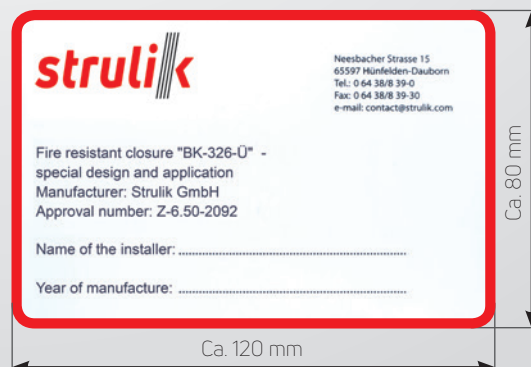 strulik
Neesbacher Strasse 15
65597 Hünfelden-Dauborn
Tel.: 0 64 38/8 39-0
Fax: 0 64 38/8 39-30
e-mail: contact@strulik.com
Fire resistant closure "BK-326-Ü" -
special design and application
Manufacturer: Strulik GmbH
Approval number: Z-6.50-2092
Name of the installer:
Year of manufacture:
Ca. 80 mm
Ca. 120 mm